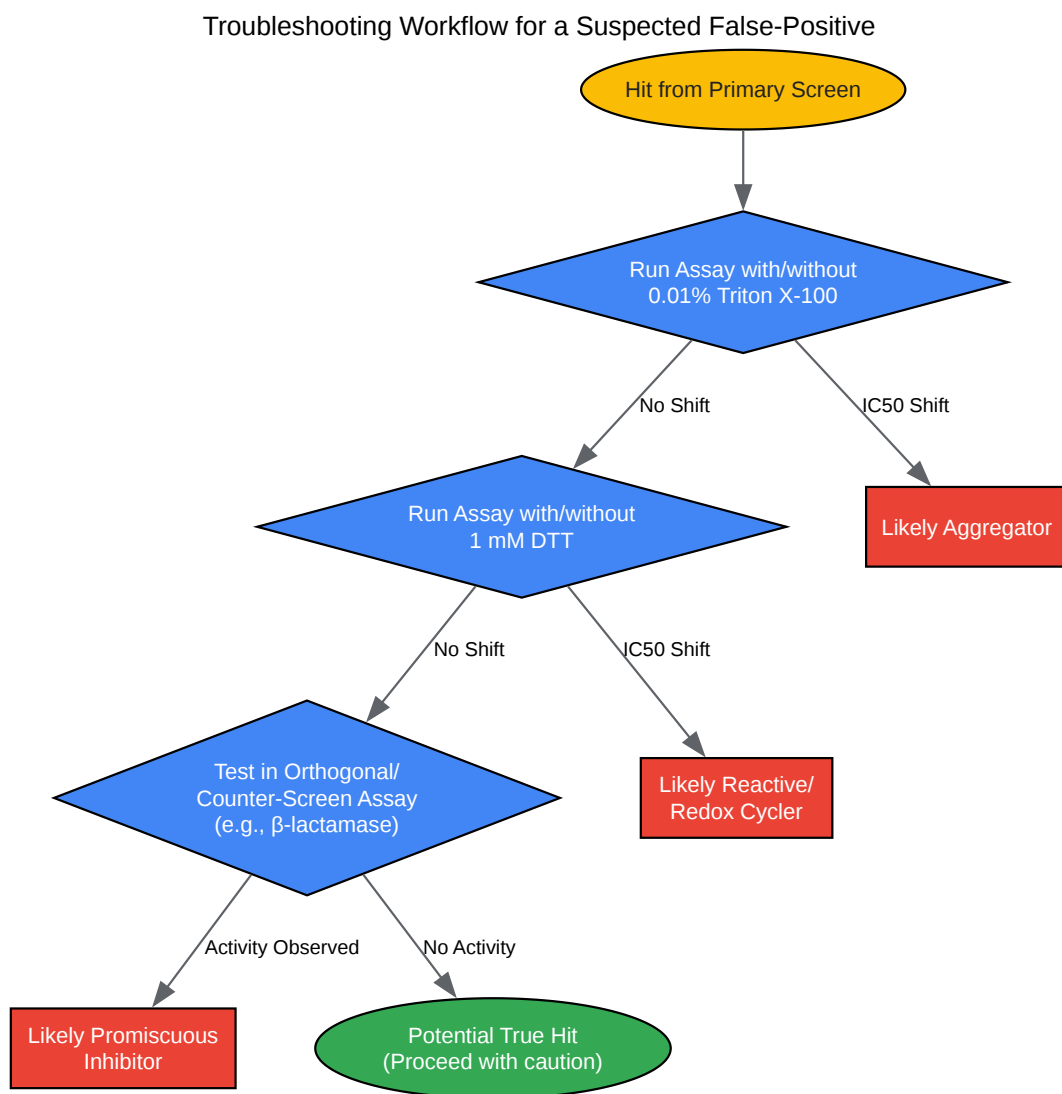 Troubleshooting Workflow for a Suspected False-Positive
Hit from Primary Screen
Run Assay with/without
0.01% Triton X-100
No Shift
IC50 Shift
Run Assay with/without
1 mM DTT
Likely Aggregator
No Shift
IC50 Shift
Test in Orthogonal/
Counter-Screen Assay
(e.g., β-lactamase)
Likely Reactive/
Redox Cycler
Activity Observed
No Activity
Likely Promiscuous
Inhibitor
Potential True Hit
(Proceed with caution)